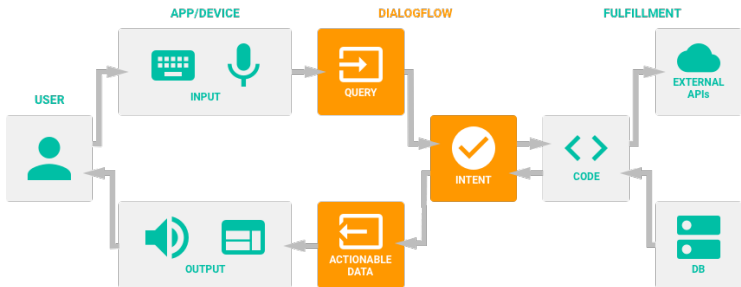 APP/DEVICE
DIALOGFLOW
FULFILLMENT
USER
INPUT
QUERY
INTENT
CODE
EXTERNAL
APIs
OUTPUT
ACTIONABLE
DATA
DB